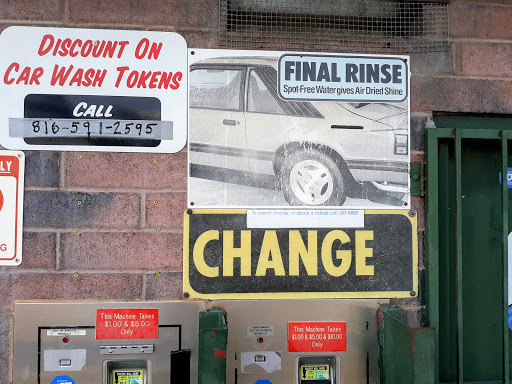 DISCOUNT ON
CAR WASH TOKENS
CALL
816-591-2595
FINAL RINSE
Spot-Free Water gives Air Dried Shine
CHANGE
This Machine Takes
$1.00 & $5.00
Only
This Machine Takes
$1.00 & $5.00 & $10.00
Only